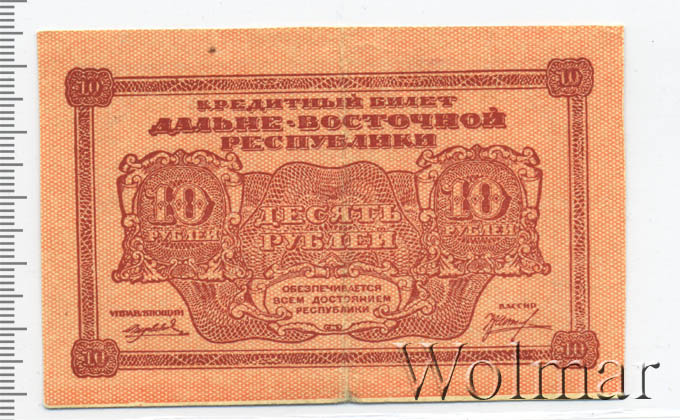 10 10
КРЕДИТНЫЙ БИЛЕТ
ДАЛЬНЕ-ВОСТОЧНОЙ
РЕСПУБЛИКИ
10 РУБЛЕЙ
ДЕСЯТЬ
РУБЛЕЙ
10 РУБЛЕЙ
ОБЕСПЕЧИВАЕТСЯ
ВСЕМ ДОСТОЯНИЕМ
РЕСПУБЛИКИ
УПРАВЛЯЮЩИЙ
КАССИР
10 10
Wolmar